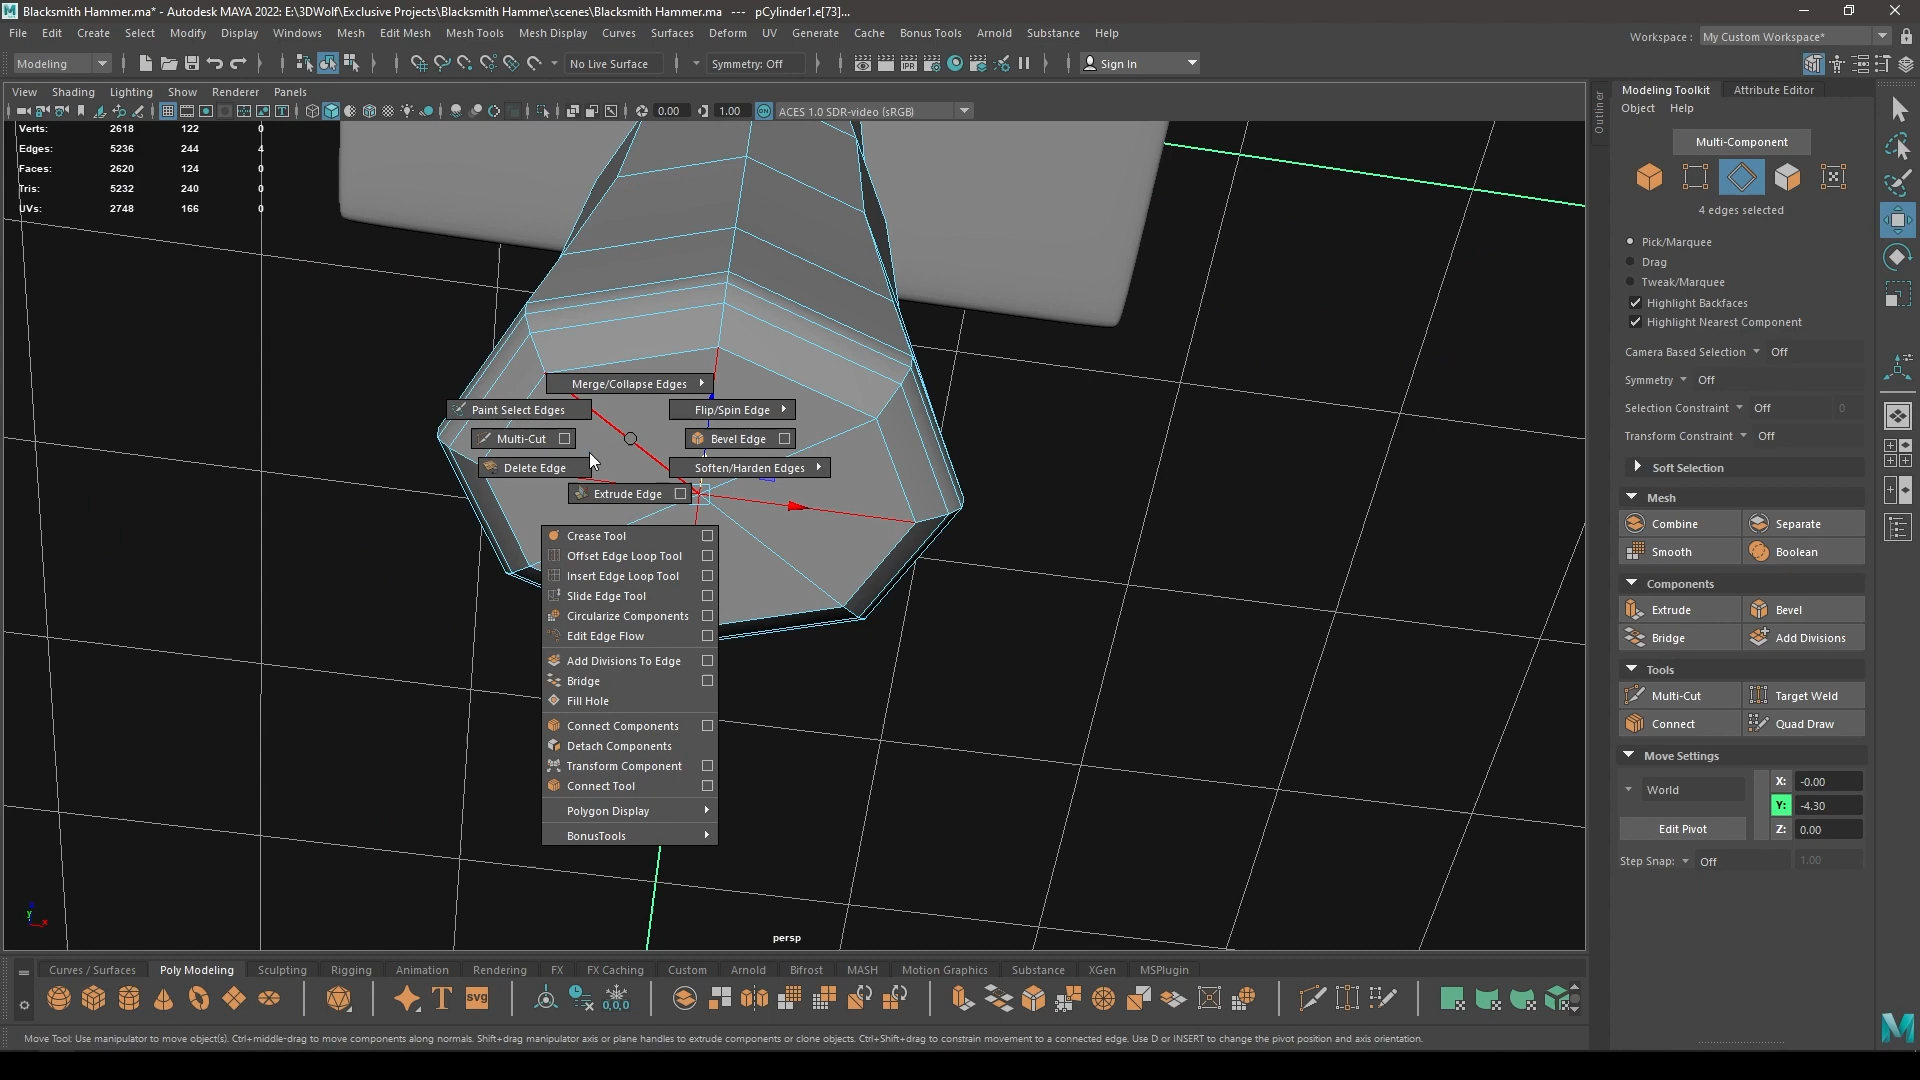 Blacksmith Hammer.ma* - Autodesk MAYA 2022: E:\3DWolf\Exclusive Projects\Blacksmith Hammer\scenes\Blacksmith Hammer.ma --- pCylinder1.e[73]...
File Edit Create Select Modify Display Windows Mesh Edit Mesh Mesh Tools Mesh Display Curves Surfaces Deform UV Generate Cache Bonus Tools Arnold Substance Help
Workspace : My Custom Workspace*
Modeling No Live Surface Symmetry: Off Sign In
View Shading Lighting Show Renderer Panels
0.00 1.00 ACES 1.0 SDR-video (sRGB)
Verts: 2618 122 0
Edges: 5236 244 4
Faces: 2620 124 0
Tris: 5232 240 0
UVs: 2748 166 0
Merge/Collapse Edges
Paint Select Edges Flip/Spin Edge
Multi-Cut Bevel Edge
Delete Edge Soften/Harden Edges
Extrude Edge
Crease Tool
Offset Edge Loop Tool
Insert Edge Loop Tool
Slide Edge Tool
Circularize Components
Edit Edge Flow
Add Divisions To Edge
Bridge
Fill Hole
Connect Components
Detach Components
Transform Component
Connect Tool
Polygon Display
BonusTools
y x
persp
Outliner
Modeling Toolkit Attribute Editor
Object Help
Multi-Component
4 edges selected
Pick/Marquee
Drag
Tweak/Marquee
Highlight Backfaces
Highlight Nearest Component
Camera Based Selection Off
Symmetry Off
Selection Constraint Off 0
Transform Constraint Off
Soft Selection
Mesh
Combine Separate
Smooth Boolean
Components
Extrude Bevel
Bridge Add Divisions
Tools
Multi-Cut Target Weld
Connect Quad Draw
Move Settings
World X: -0.00
Y: -4.30
Edit Pivot Z: 0.00
Step Snap: Off 1.00
Curves / Surfaces Poly Modeling Sculpting Rigging Animation Rendering FX FX Caching Custom Arnold Bifrost MASH Motion Graphics Substance XGen MSPlugin
T svg 0,0,0
Move Tool: Use manipulator to move object(s). Ctrl+middle-drag to move components along normals. Shift+drag manipulator axis or plane handles to extrude components or clone objects. Ctrl+Shift+drag to constrain movement to a connected edge. Use D or INSERT to change the pivot position and axis orientation.